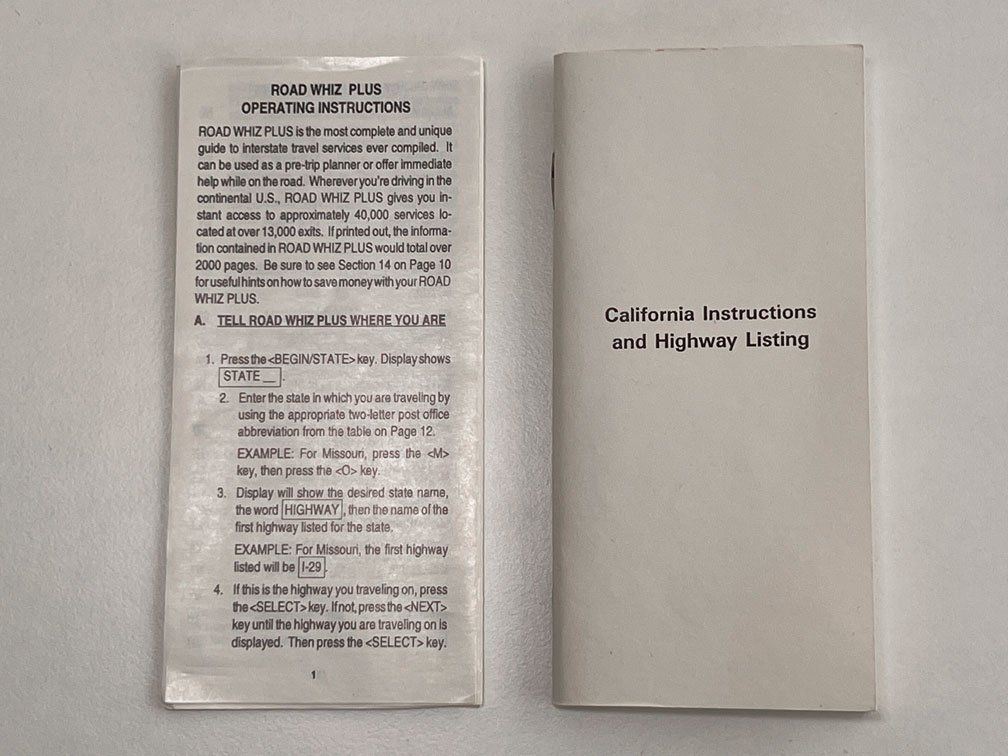 ROAD WHIZ PLUS
OPERATING INSTRUCTIONS
ROAD WHIZ PLUS is the most complete and unique
guide to interstate travel services ever compiled. It
can be used as a pre-trip planner or offer immediate
help while on the road. Wherever you're driving in the
continental U.S., ROAD WHIZ PLUS gives you in-
stant access to approximately 40,000 services lo-
cated at over 13,000 exits. If printed out, the informa-
tion contained in ROAD WHIZ PLUS would total over
2000 pages. Be sure to see Section 14 on Page 10
for useful hints on how to save money with your ROAD
WHIZ PLUS.
A. TELL ROAD WHIZ PLUS WHERE YOU ARE
1. Press the <BEGIN/STATE> key. Display shows
STATE __ .
2. Enter the state in which you are traveling by
using the appropriate two-letter post office
abbreviation from the table on Page 12.
EXAMPLE: For Missouri, press the <M>
key, then press the <O> key.
3. Display will show the desired state name,
the word HIGHWAY, then the name of the
first highway listed for the state.
EXAMPLE: For Missouri, the first highway
listed will be I-29.
4. If this is the highway you traveling on, press
the <SELECT> key. If not, press the <NEXT>
key until the highway you are traveling on is
displayed. Then press the <SELECT> key.
1
California Instructions
and Highway Listing